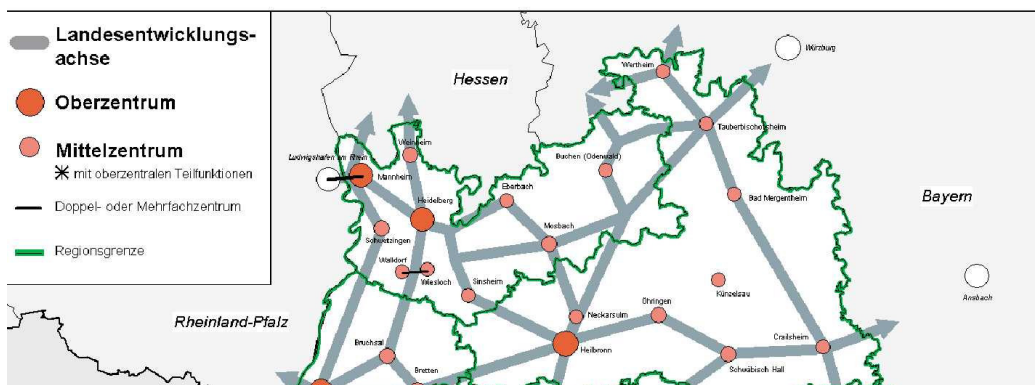 Landesentwicklungs-
achse
Oberzentrum
Mittelzentrum
mit oberzentralen Teilfunktionen
Doppel- oder Mehrfachzentrum
Regionsgrenze
Hessen
Würzburg
Wertheim
Tauberbischofsheim
Weinheim
Ludwigshafen am Rhein
Mannheim
Buchen (Odenwald)
Eberbach
Heidelberg
Bad Mergentheim
Bayern
Mosbach
Schwetzingen
Walldorf
Wiesloch
Sinsheim
Künzelsau
Ansbach
Öhringen
Neckarsulm
Rheinland-Pfalz
Bruchsal
Heilbronn
Crailsheim
Schwäbisch Hall
Bretten